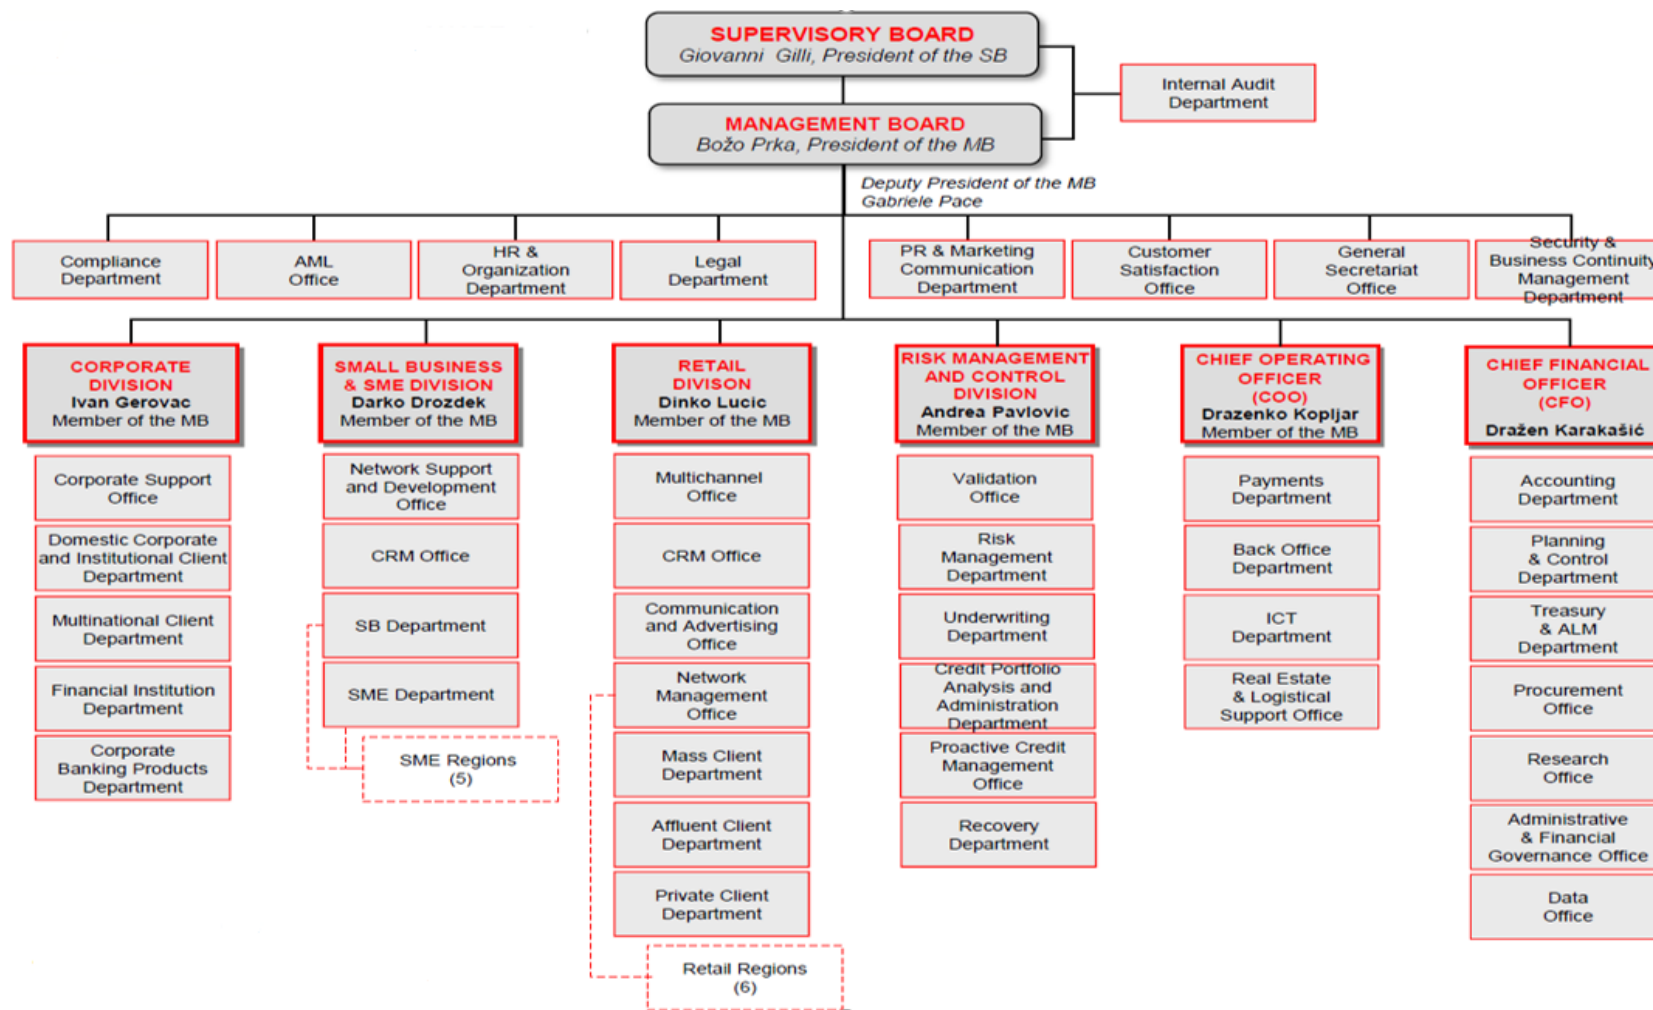 SUPERVISORY BOARD
Giovanni Gilli, President of the SB
Internal Audit
Department
MANAGEMENT BOARD
Božo Prka, President of the MB
Deputy President of the MB
Gabriele Pace
Compliance
Department
AML
Office
HR &
Organization
Department
Legal
Department
PR & Marketing
Communication
Department
Customer
Satisfaction
Office
General
Secretariat
Office
Security &
Business Continuity
Management
Department
CORPORATE
DIVISION
Ivan Gerovac
Member of the MB
Corporate Support
Office
Domestic Corporate
and Institutional Client
Department
Multinational Client
Department
Financial Institution
Department
Corporate
Banking Products
Department
SMALL BUSINESS
& SME DIVISION
Darko Drozdek
Member of the MB
Network Support
and Development
Office
CRM Office
SB Department
SME Department
SME Regions
(5)
RETAIL
DIVISON
Dinko Lucic
Member of the MB
Multichannel
Office
CRM Office
Communication
and Advertising
Office
Network
Management
Office
Mass Client
Department
Affluent Client
Department
Private Client
Department
Retail Regions
(6)
RISK MANAGEMENT
AND CONTROL
DIVISION
Andrea Pavlovic
Member of the MB
Validation
Office
Risk
Management
Department
Underwriting
Department
Credit Portfolio
Analysis and
Administration
Department
Proactive Credit
Management
Office
Recovery
Department
CHIEF OPERATING
OFFICER
(COO)
Drazenko Kopljar
Member of the MB
Payments
Department
Back Office
Department
ICT
Department
Real Estate
& Logistical
Support Office
CHIEF FINANCIAL
OFFICER
(CFO)
Dražen Karakašić
Accounting
Department
Planning
& Control
Department
Treasury
& ALM
Department
Procurement
Office
Research
Office
Administrative
& Financial
Governance Office
Data
Office